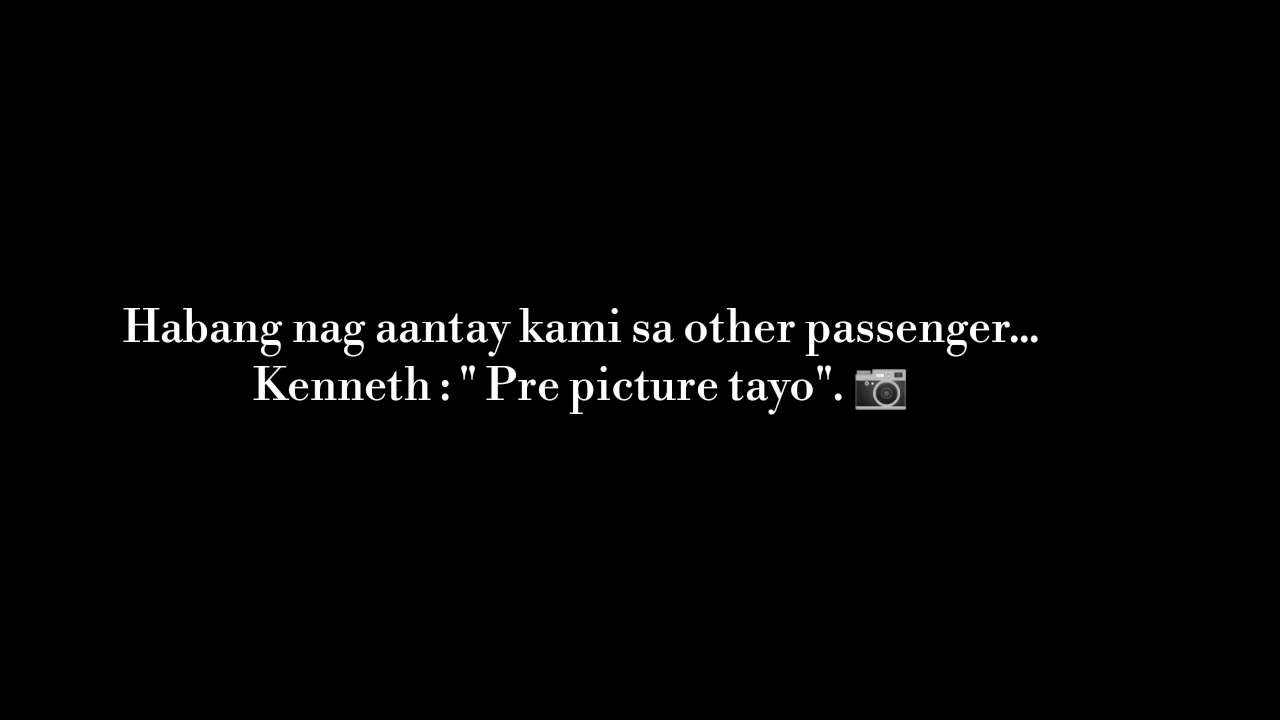 Habang nag aantay kami sa other passenger...
Kenneth : " Pre picture tayo". 📷